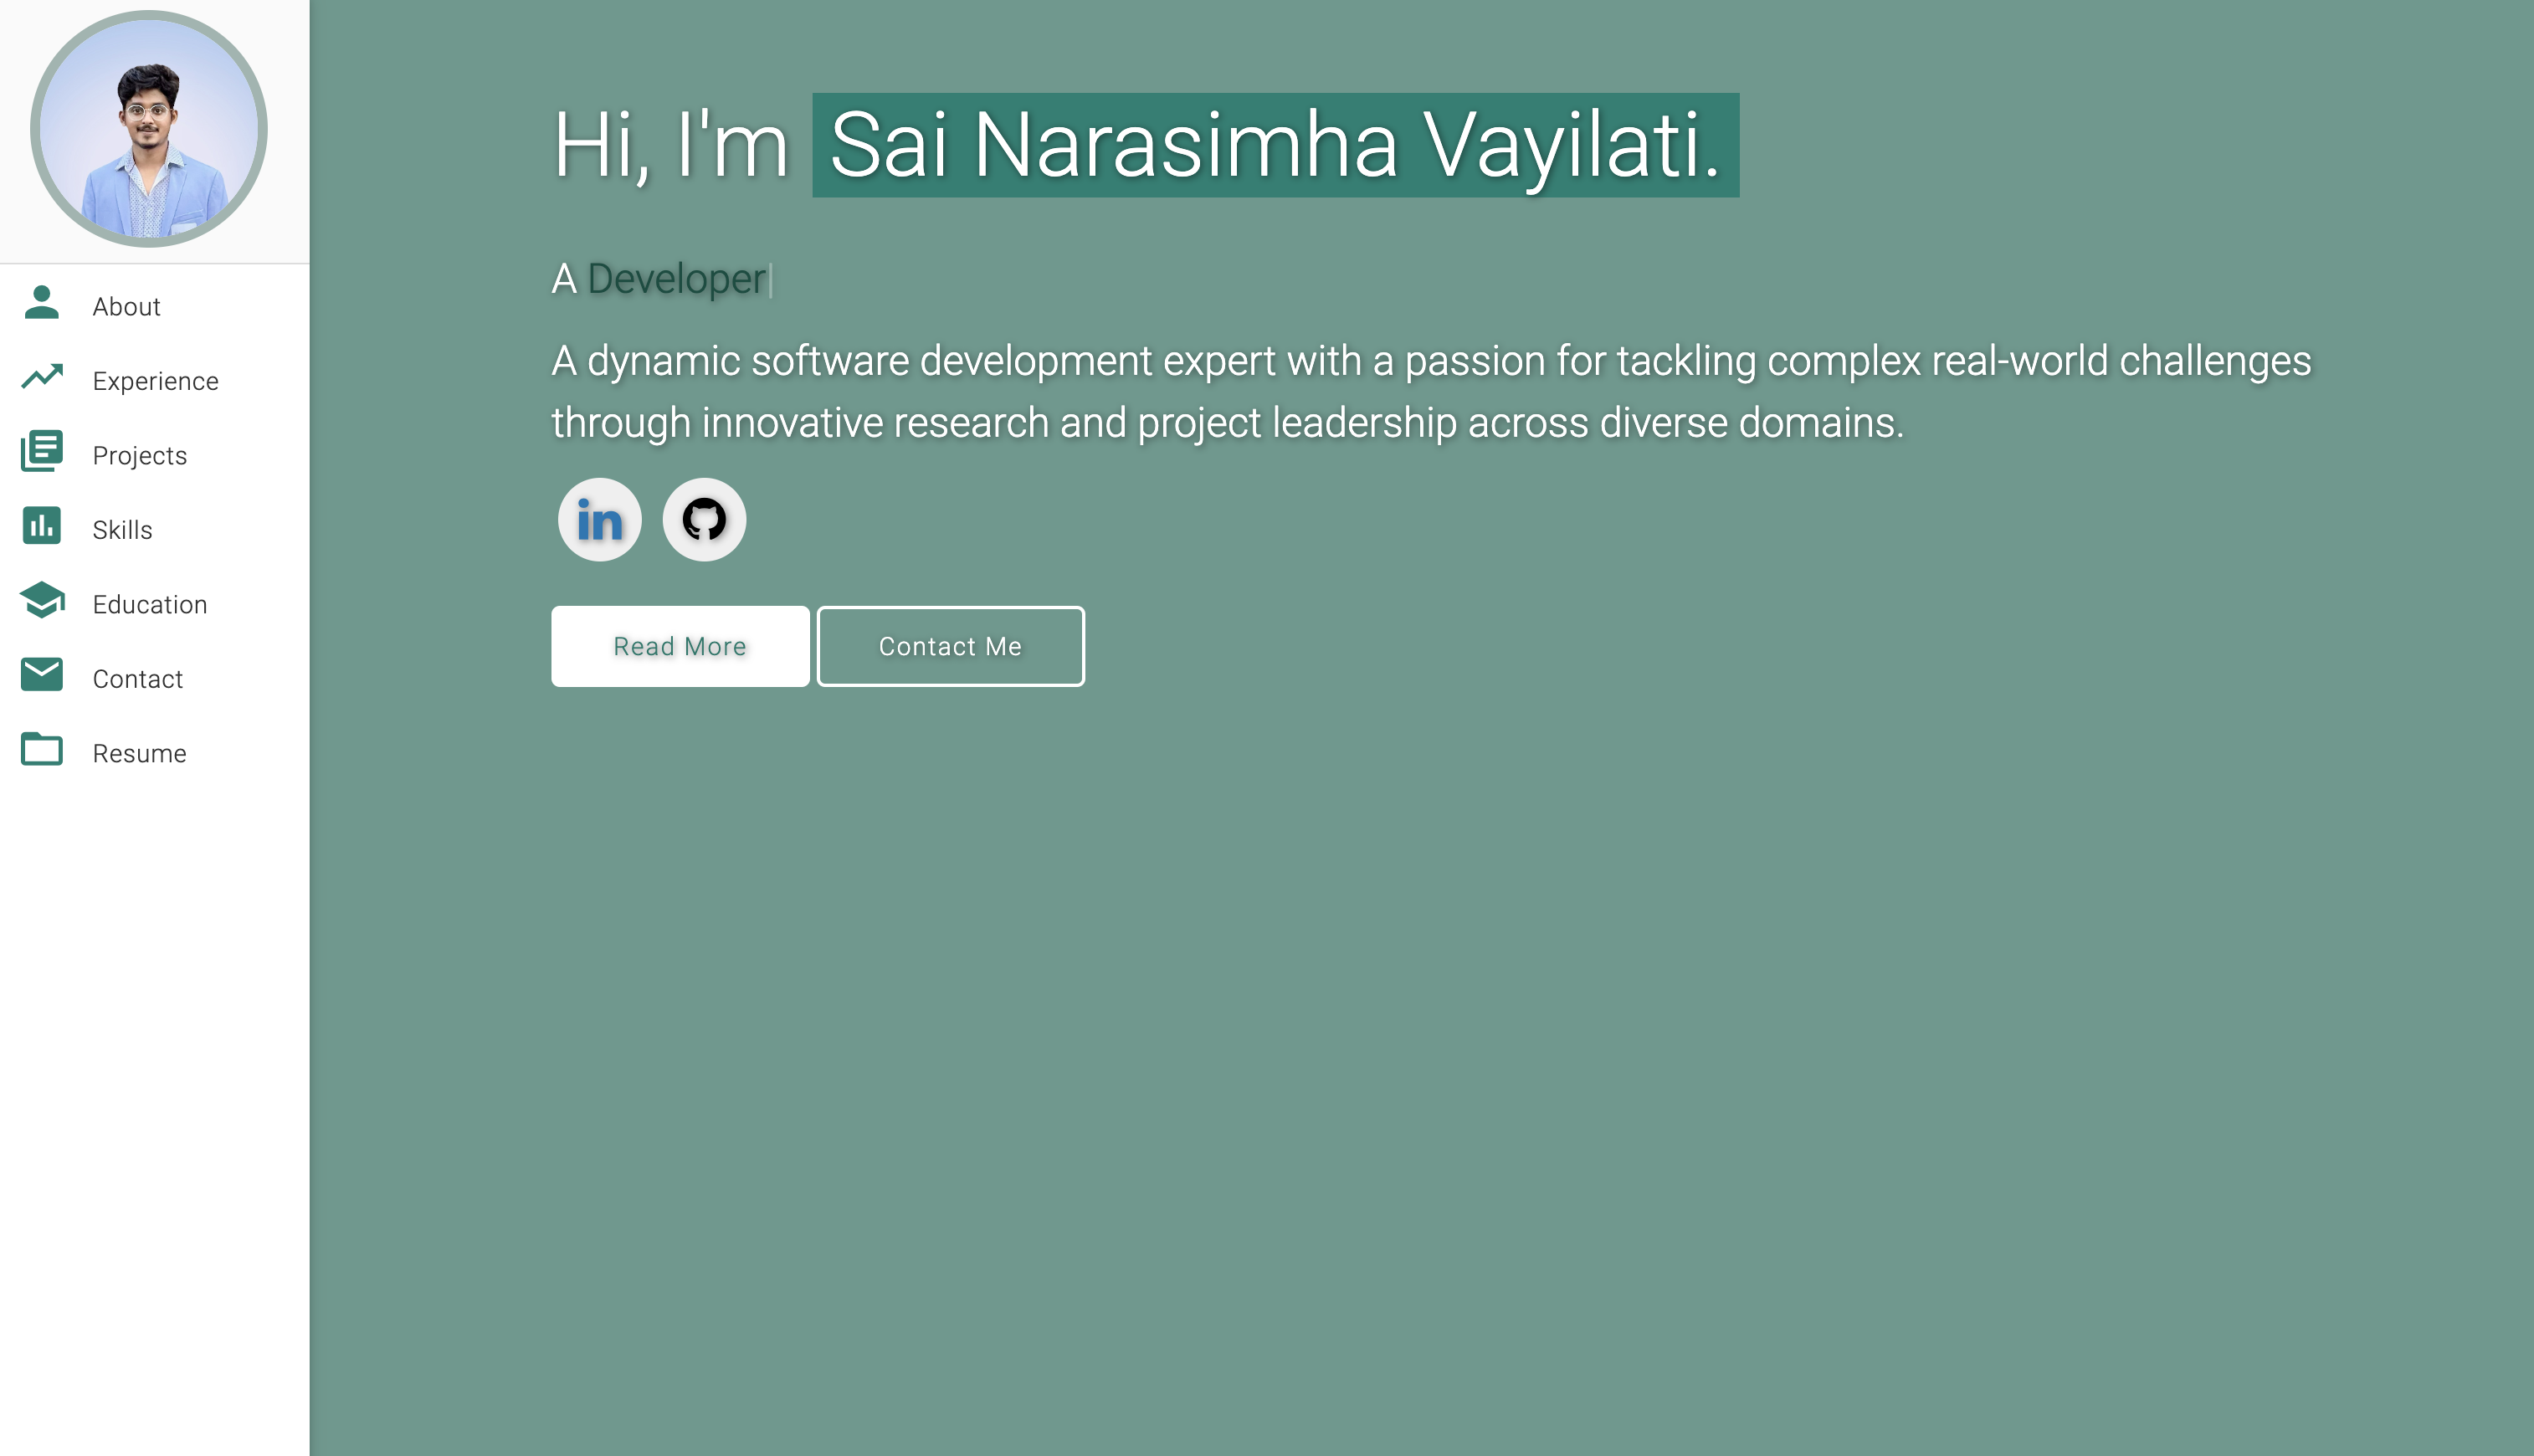 About
Experience
Projects
Skills
Education
Contact
Resume
Hi, I'm Sai Narasimha Vayilati.
A Developer
A dynamic software development expert with a passion for tackling complex real-world challenges
through innovative research and project leadership across diverse domains.
in
Read More
Contact Me